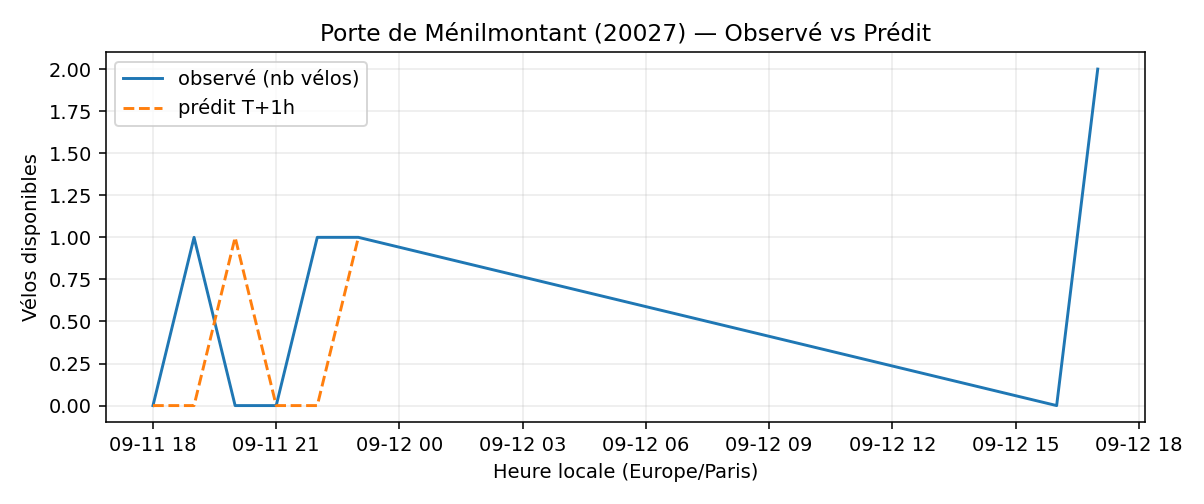 Porte de Ménilmontant (20027) — Observé vs Prédit
observé (nb vélos)
prédit T+1h
Vélos disponibles
2.00
1.75
1.50
1.25
1.00
0.75
0.50
0.25
0.00
09-11 18 09-11 21 09-12 00 09-12 03 09-12 06 09-12 09 09-12 12 09-12 15 09-12 18
Heure locale (Europe/Paris)